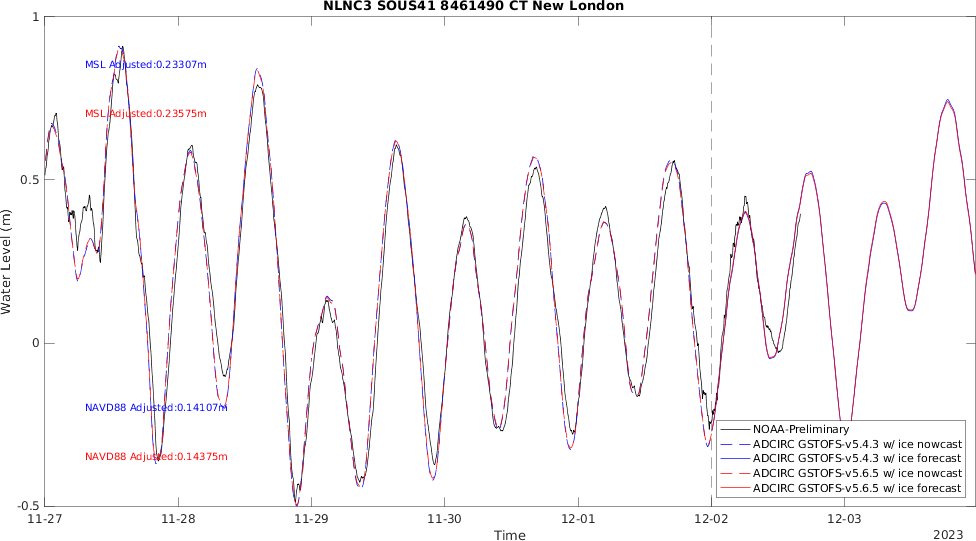 NLNC3 SOUS41 8461490 CT New London
1
MSL Adjusted:0.23307m
MSL Adjusted:0.23575m
0.5
Water Level (m)
0
NAVD88 Adjusted:0.14107m
NAVD88 Adjusted:0.14375m
NOAA-Preliminary
ADCIRC GSTOFS-v5.4.3 w/ ice nowcast
ADCIRC GSTOFS-v5.4.3 w/ ice forecast
ADCIRC GSTOFS-v5.6.5 w/ ice nowcast
ADCIRC GSTOFS-v5.6.5 w/ ice forecast
-0.5
11-27 11-28 11-29 11-30 12-01 12-02 12-03
Time
2023